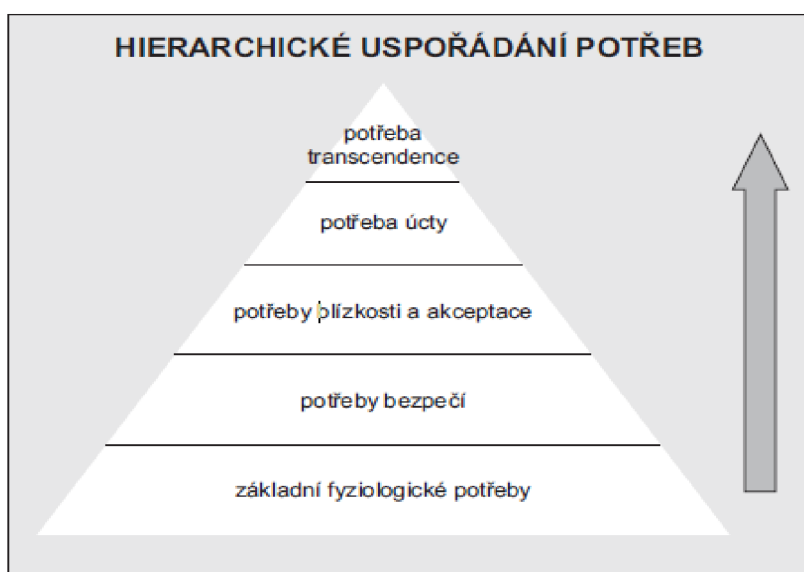 HIERARCHICKÉ USPOŘÁDÁNÍ POTŘEB
potřeba
transcendence
potřeba úcty
potřeby blízkosti a akceptace
potřeby bezpečí
základní fyziologické potřeby